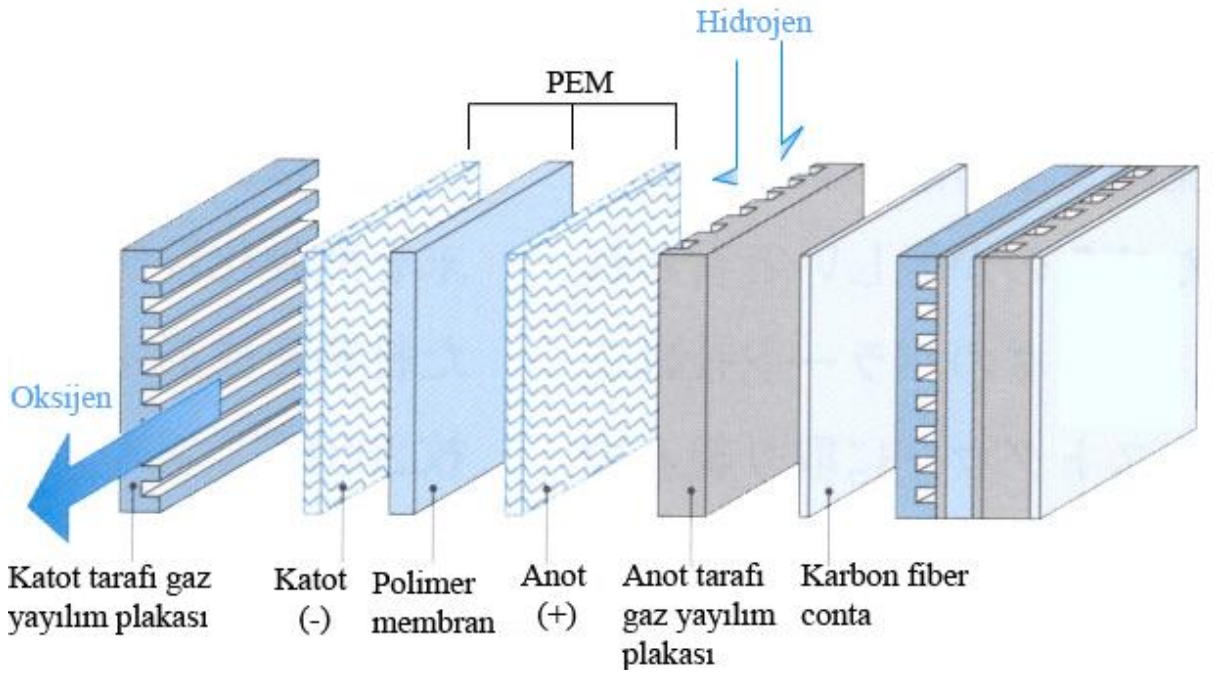 Hidrojen
PEM
Oksijen
Katot tarafı gaz
yayılım plakası
Katot
(-)
Polimer
membran
Anot
(+)
Anot tarafı
gaz yayılım
plakası
Karbon fiber
conta